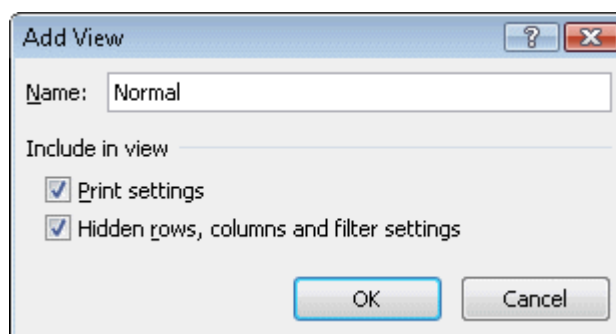 Add View
Name: Normal
Include in view
Print settings
Hidden rows, columns and filter settings
OK Cancel